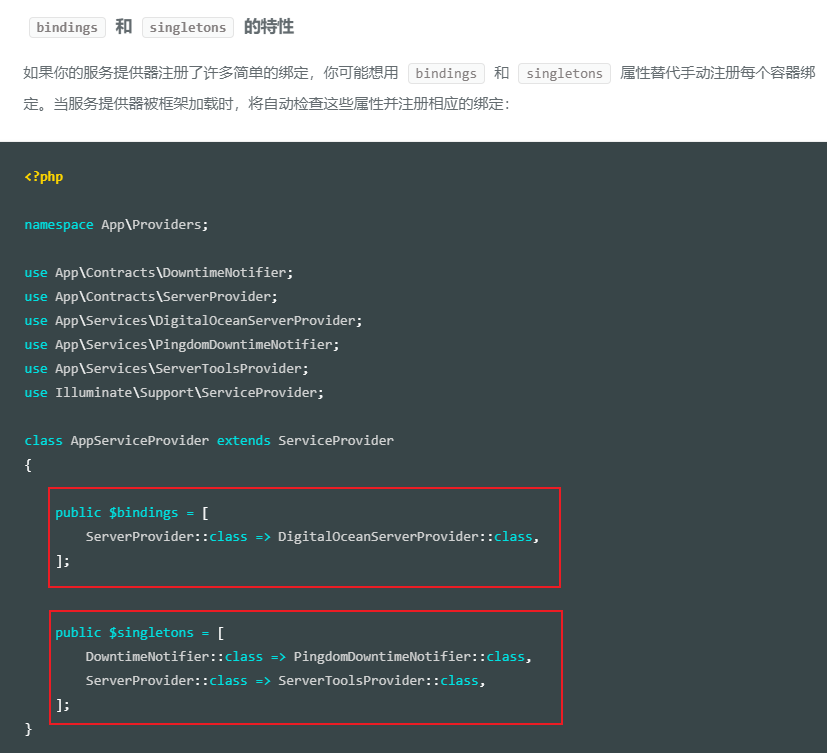 bindings 和 singletons 的特性
如果你的服务提供器注册了许多简单的绑定，你可能想用 bindings 和 singletons 属性替代手动注册每个容器绑
定。当服务提供器被框架加载时，将自动检查这些属性并注册相应的绑定：
<?php
namespace App\Providers;
use App\Contracts\DowntimeNotifier;
use App\Contracts\ServerProvider;
use App\Services\DigitalOceanServerProvider;
use App\Services\PingdomDowntimeNotifier;
use App\Services\ServerToolsProvider;
use Illuminate\Support\ServiceProvider;
class AppServiceProvider extends ServiceProvider
{
public $bindings = [
ServerProvider::class => DigitalOceanServerProvider::class,
];
public $singletons = [
DowntimeNotifier::class => PingdomDowntimeNotifier::class,
ServerProvider::class => ServerToolsProvider::class,
];
}